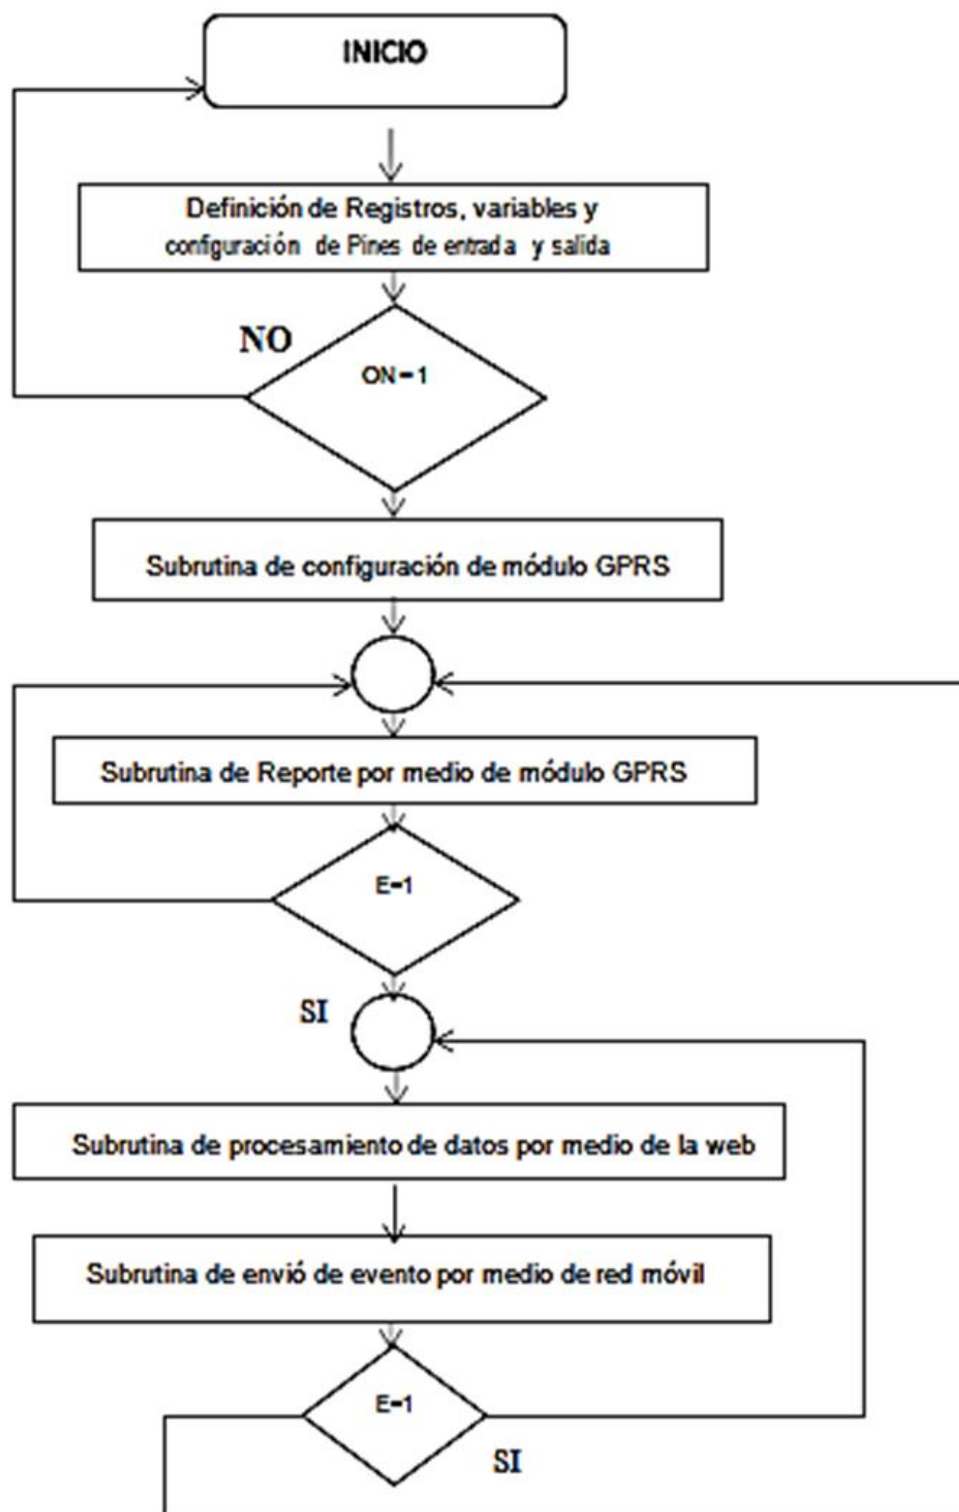 INICIO
Definición de Registros, variables y
configuración de Pines de entrada y salida
NO
ON=1
Subrutina de configuración de módulo GPRS
Subrutina de Reporte por medio de módulo GPRS
E=1
SI
Subrutina de procesamiento de datos por medio de la web
Subrutina de envió de evento por medio de red móvil
E=1
SI